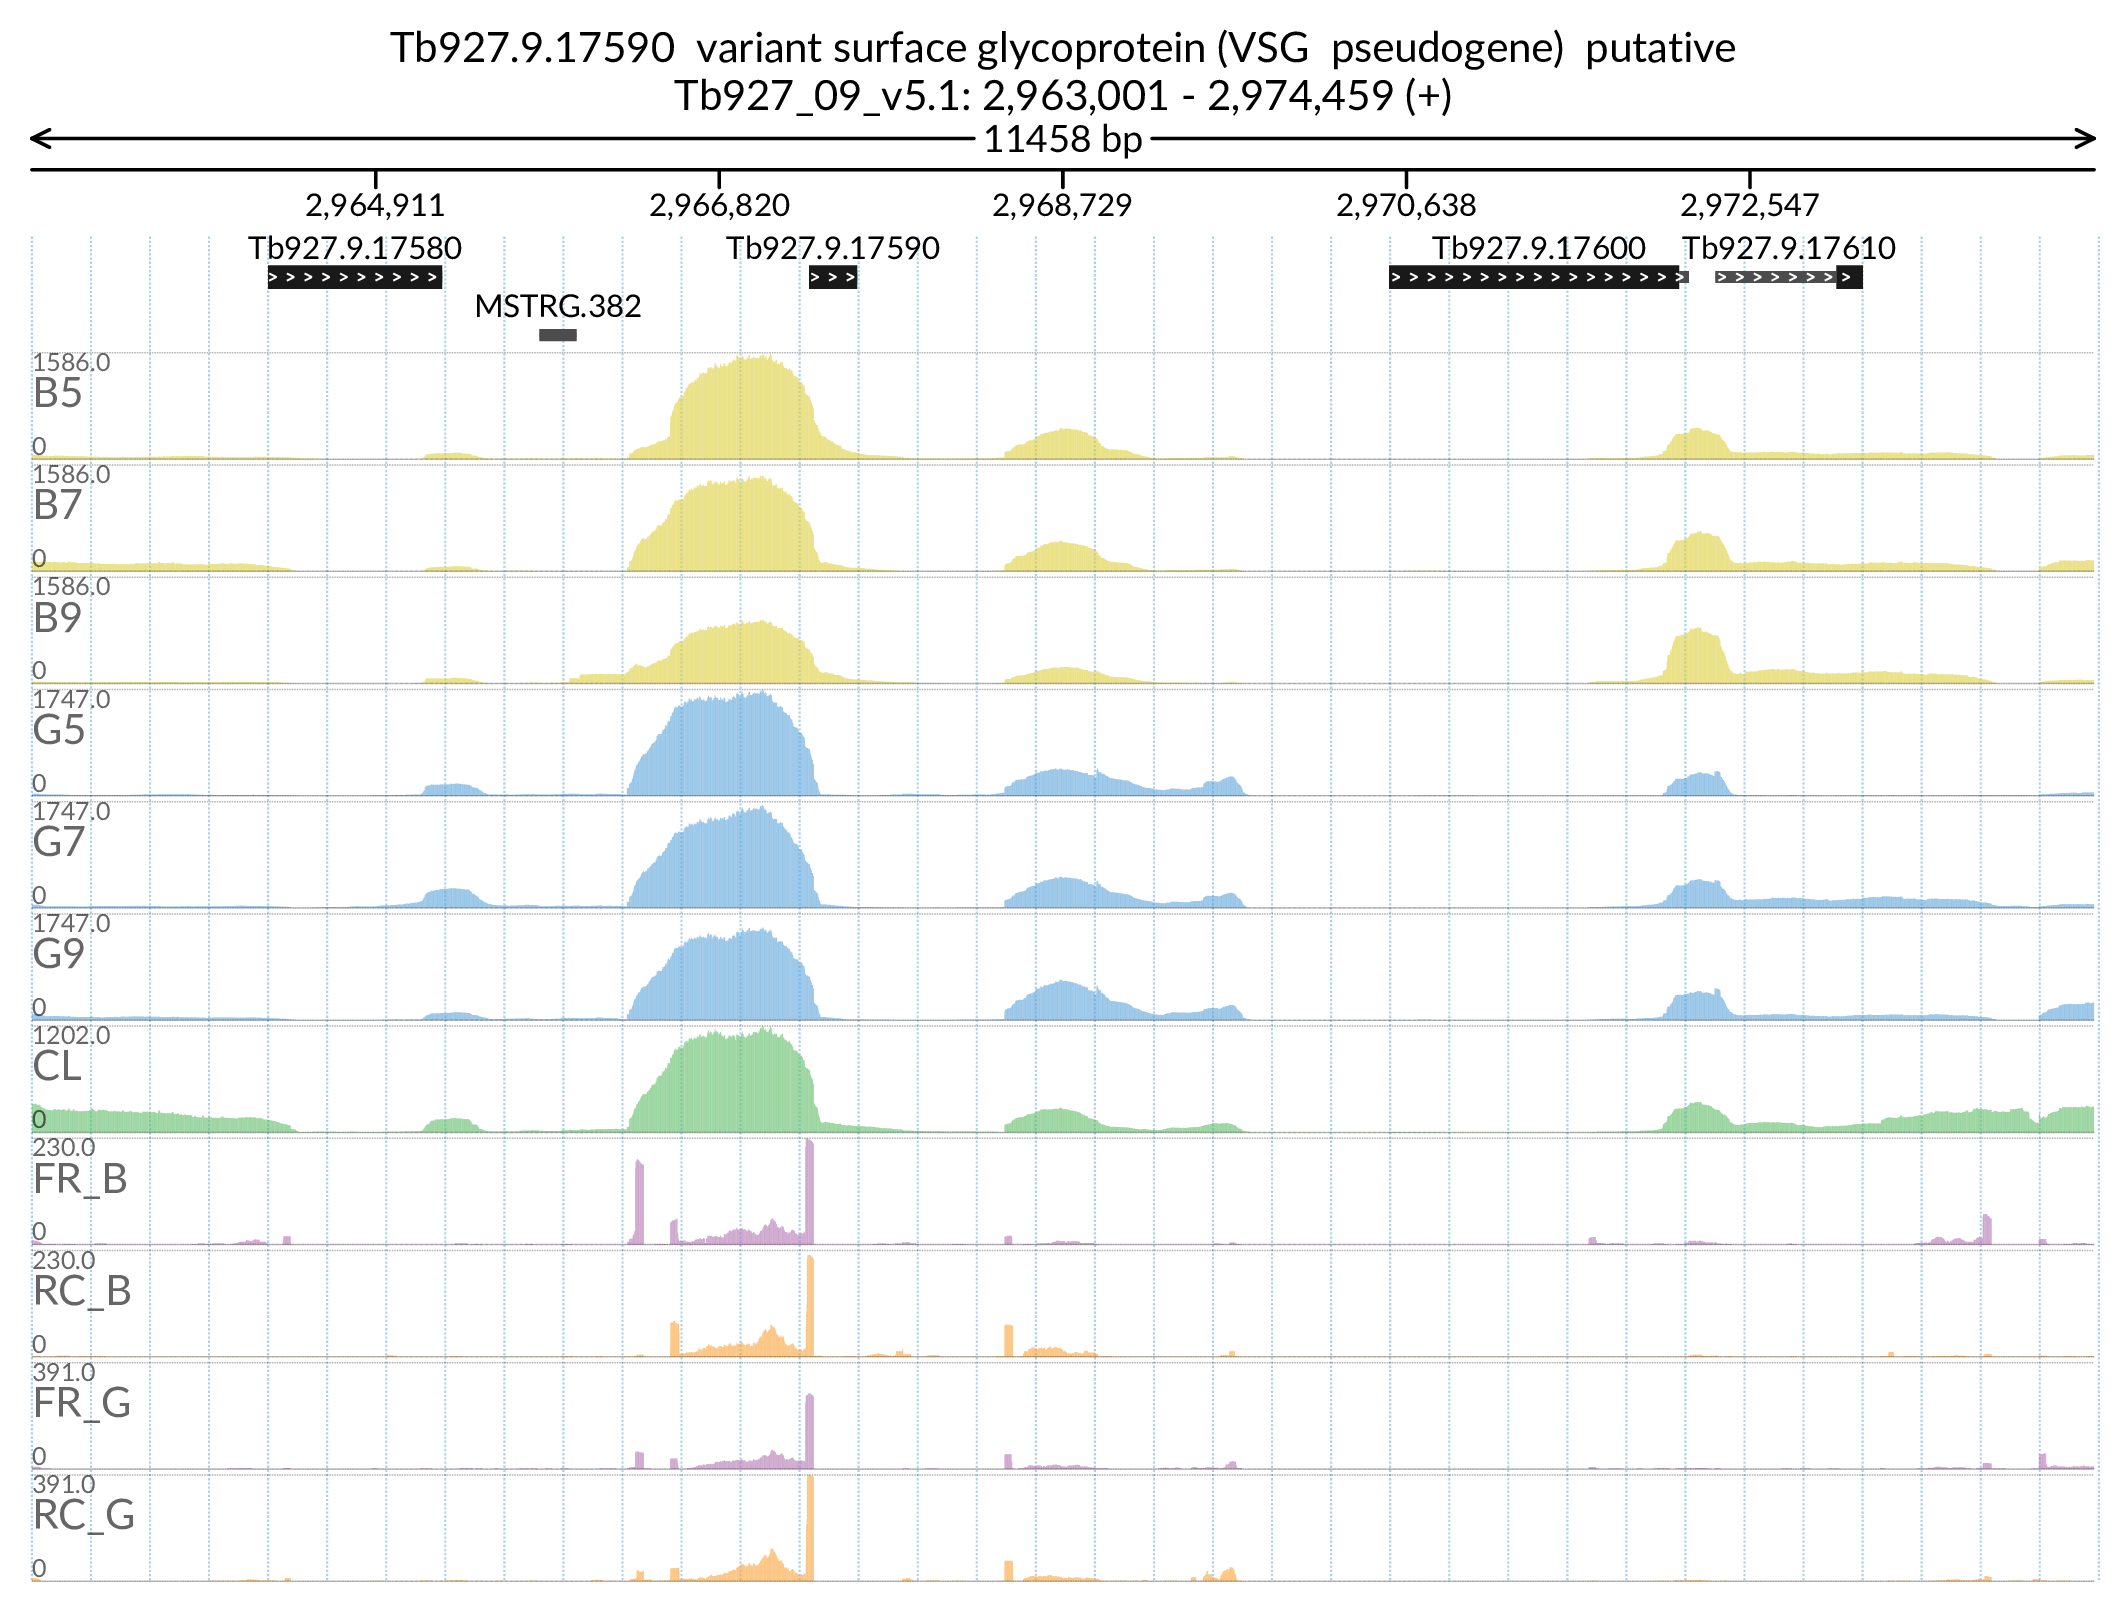 Tb927.9.17590  variant surface glycoprotein (VSG  pseudogene)  putative
Tb927_09_v5.1: 2,963,001 - 2,974,459 (+)
11458 bp
2,964,911 2,966,820 2,968,729 2,970,638 2,972,547
Tb927.9.17580 Tb927.9.17590 Tb927.9.17600 Tb927.9.17610
MSTRG.382
1586.0
B5
0
1586.0
B7
0
1586.0
B9
0
1747.0
G5
0
1747.0
G7
0
1747.0
G9
0
1202.0
CL
0
230.0
FR_B
0
230.0
RC_B
0
391.0
FR_G
0
391.0
RC_G
0